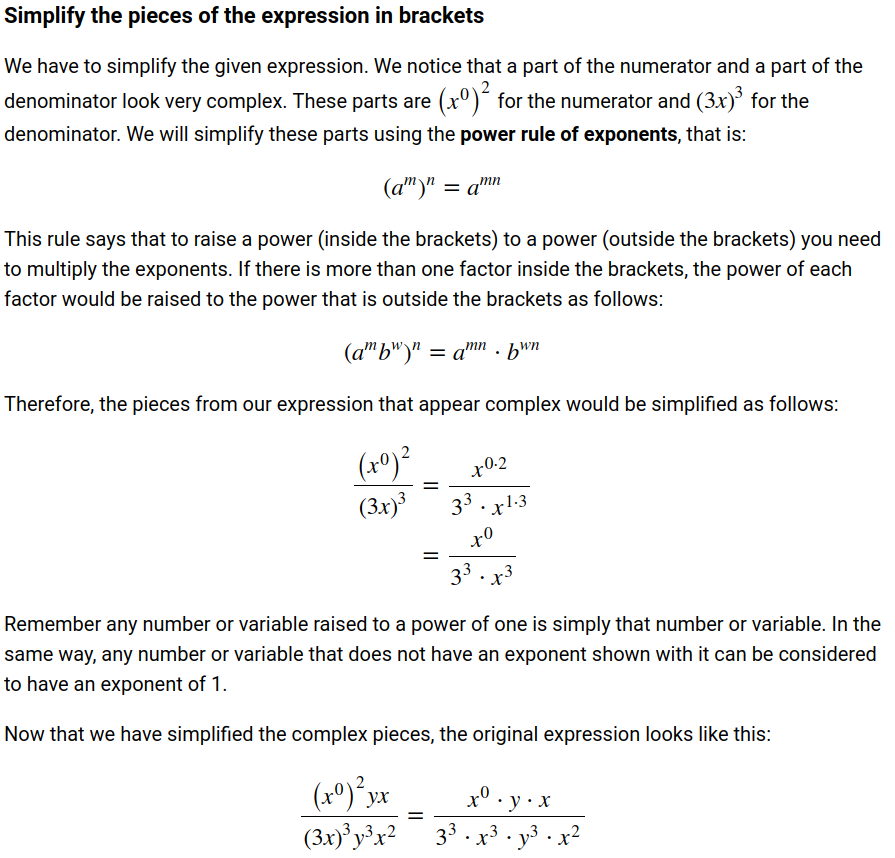 Simplify the pieces of the expression in brackets
We have to simplify the given expression. We notice that a part of the numerator and a part of the
denominator look very complex. These parts are $\left(x^0\right)^2$ for the numerator and $(3x)^3$ for the
denominator. We will simplify these parts using the power rule of exponents, that is:
$(a^m)^n = a^{mn}$
This rule says that to raise a power (inside the brackets) to a power (outside the brackets) you need
to multiply the exponents. If there is more than one factor inside the brackets, the power of each
factor would be raised to the power that is outside the brackets as follows:
$(a^m b^w)^n = a^{mn} \cdot b^{wn}$
Therefore, the pieces from our expression that appear complex would be simplified as follows:
$\frac{\left(x^0\right)^2}{(3x)^3} = \frac{x^{0 \cdot 2}}{3^3 \cdot x^{1 \cdot 3}}$
$= \frac{x^0}{3^3 \cdot x^3}$
Remember any number or variable raised to a power of one is simply that number or variable. In the
same way, any number or variable that does not have an exponent shown with it can be considered
to have an exponent of 1.
Now that we have simplified the complex pieces, the original expression looks like this:
$\frac{\left(x^0\right)^2 yx}{(3x)^3 y^3 x^2} = \frac{x^0 \cdot y \cdot x}{3^3 \cdot x^3 \cdot y^3 \cdot x^2}$